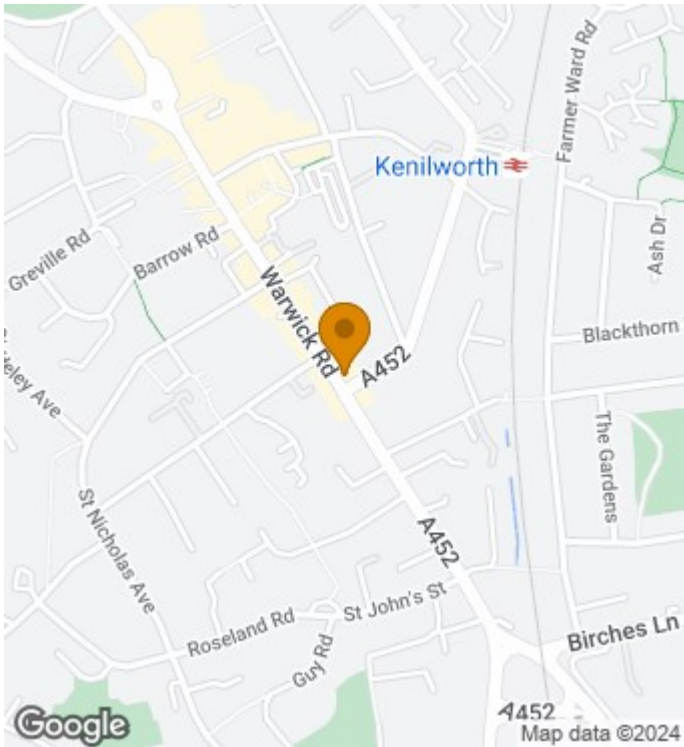 Farmer Ward Rd
Kenilworth
Ash Dr
Greville Rd
Barrow Rd
Warwick Rd
A452
Blackthorn
The Gardens
eley Ave
St Nicholas Ave
A452
St John's St
Roseland Rd
Guy Rd
Birches Ln
A452
Google
Map data ©2024